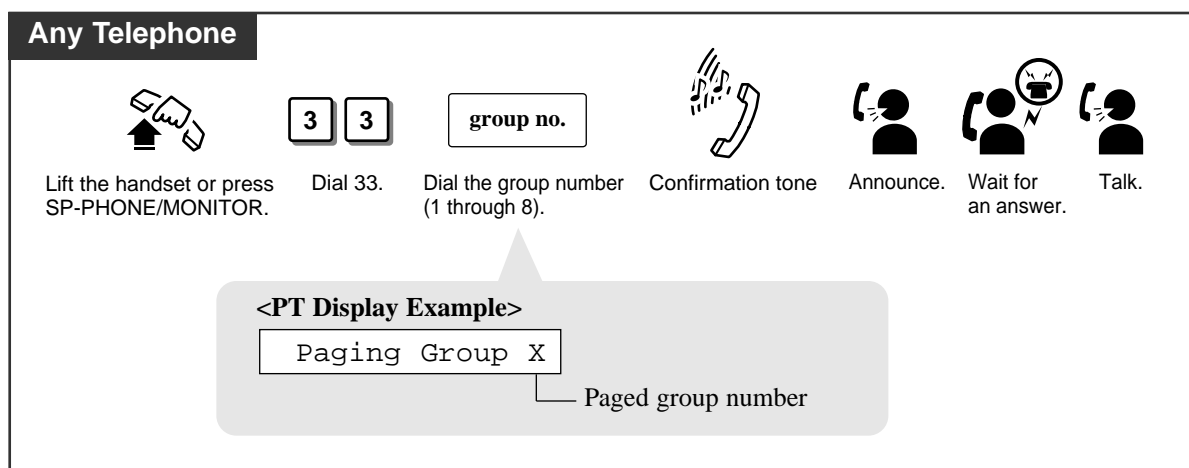 Any Telephone
3 3
group no.
Lift the handset or press
SP-PHONE/MONITOR.
Dial 33.
Dial the group number
(1 through 8).
Confirmation tone
Announce.
Wait for
an answer.
Talk.
<PT Display Example>
Paging Group X
Paged group number